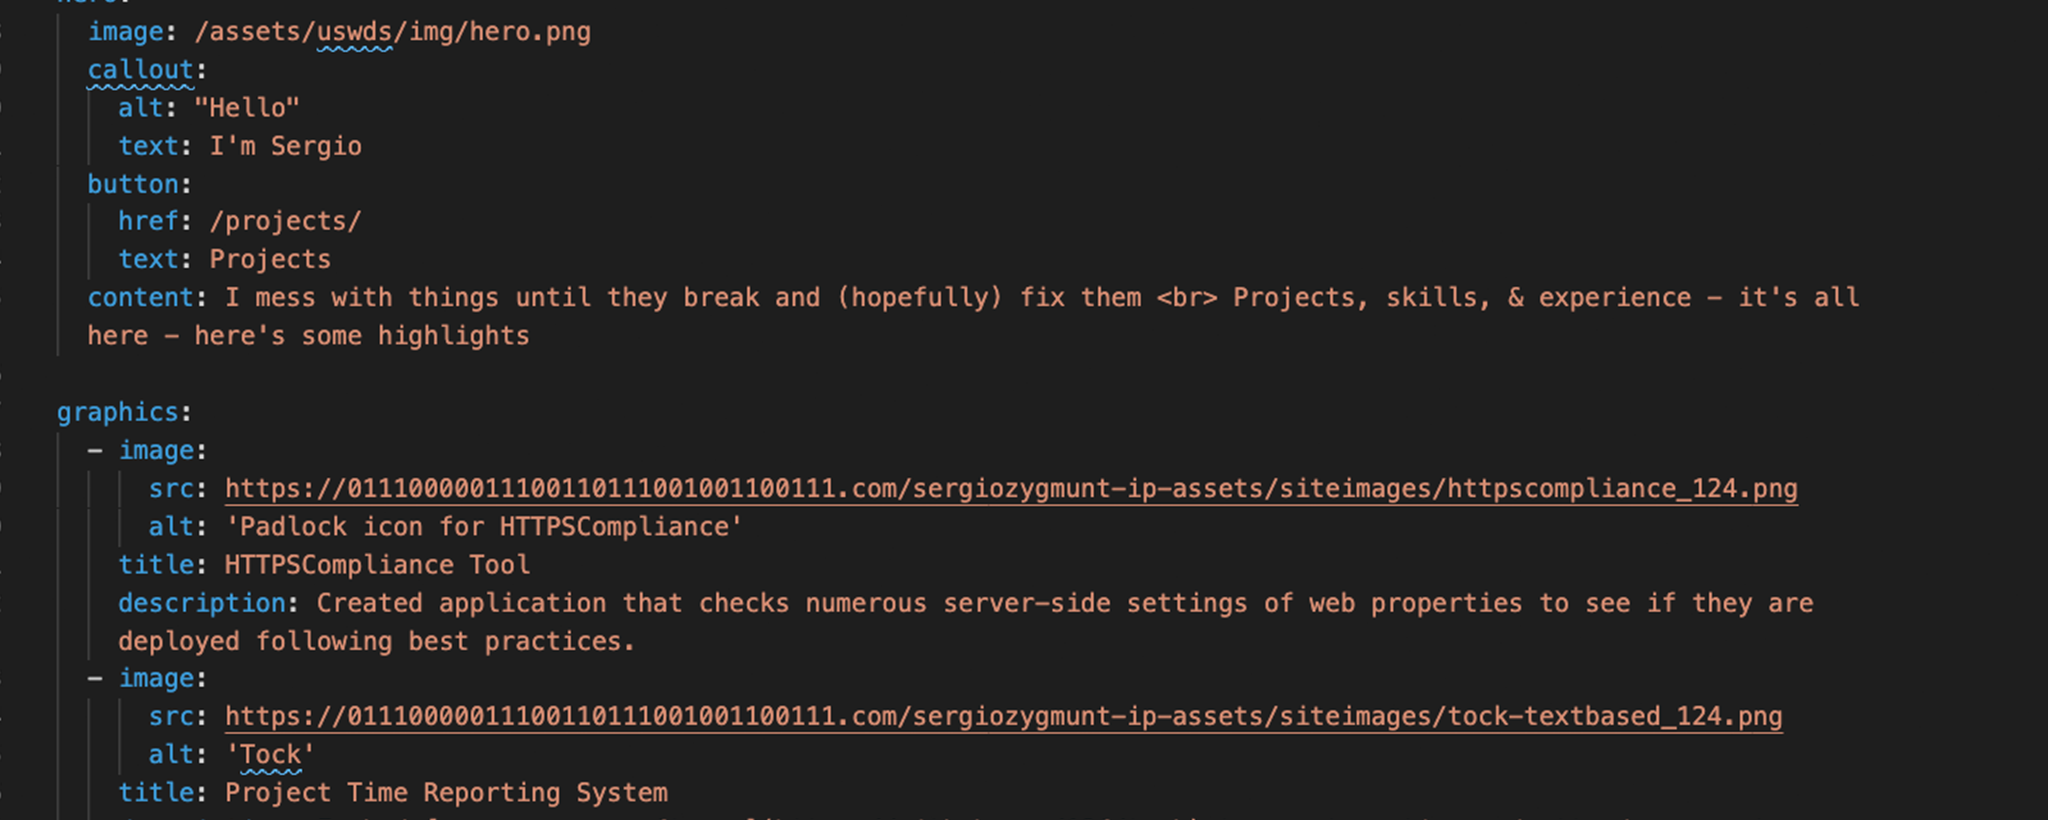 hero:
image: /assets/uswds/img/hero.png
callout:
alt: "Hello"
text: I'm Sergio
button:
href: /projects/
text: Projects
content: I mess with things until they break and (hopefully) fix them <br> Projects, skills, & experience – it's all
here – here's some highlights
graphics:
- image:
src: https://01110000011100110111001001100111.com/sergiozygmunt-ip-assets/siteimages/httpscompliance_124.png
alt: 'Padlock icon for HTTPSCompliance'
title: HTTPSCompliance Tool
description: Created application that checks numerous server-side settings of web properties to see if they are
deployed following best practices.
- image:
src: https://01110000011100110111001001100111.com/sergiozygmunt-ip-assets/siteimages/tock-textbased_124.png
alt: 'Tock'
title: Project Time Reporting System